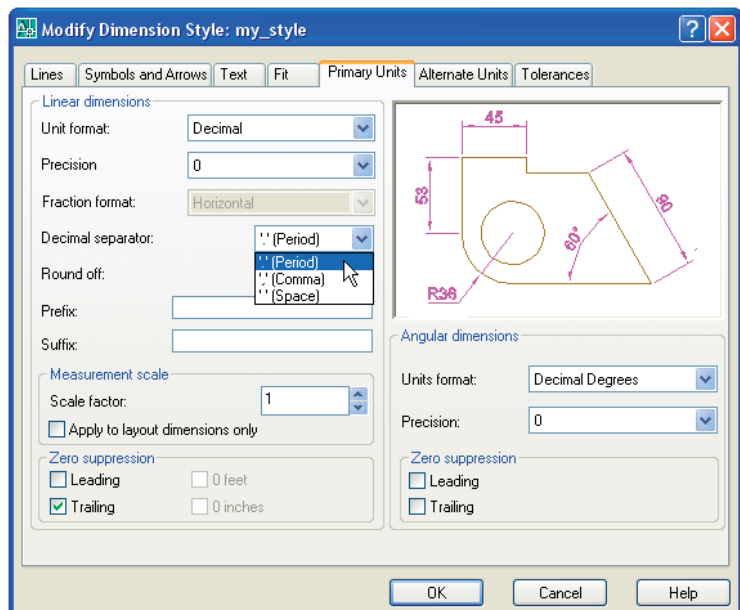 Modify Dimension Style: my_style
Lines Symbols and Arrows Text Fit Primary Units Alternate Units Tolerances
Linear dimensions
Unit format: Decimal
Precision 0
Fraction format: Horizontal
Decimal separator: '.' (Period)
'.' (Period)
',' (Comma)
' ' (Space)
Round off:
Prefix:
Suffix:
Measurement scale
Scale factor: 1
Apply to layout dimensions only
Zero suppression
Leading 0 feet
Trailing 0 inches
45
53
80
60°
R36
Angular dimensions
Units format: Decimal Degrees
Precision: 0
Zero suppression
Leading
Trailing
OK Cancel Help